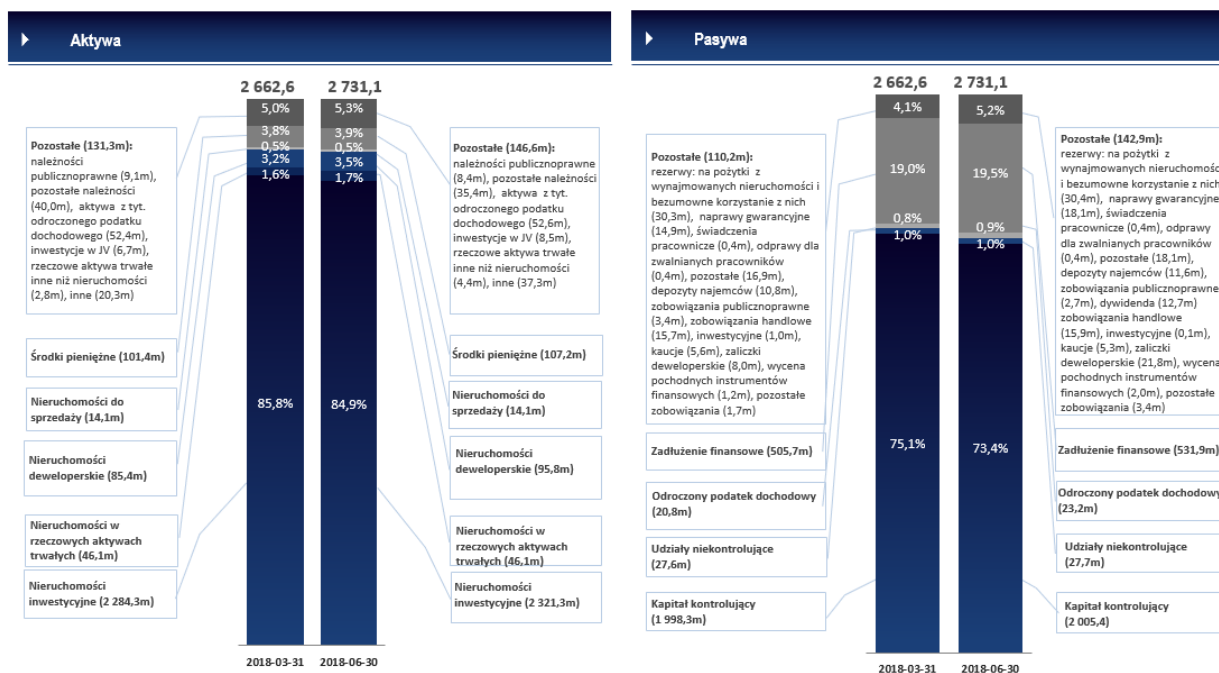 Aktywa
2 662,6
2 731,1
5,0%
5,3%
3,8%
3,9%
0,5%
0,5%
3,2%
3,5%
1,6%
1,7%
85,8%
84,9%
2018-03-31
2018-06-30
Pozostałe (131,3m):
należności
publicznoprawne (9,1m),
pozostałe należności
(40,0m), aktywa z tyt.
odroczonego podatku
dochodowego (52,4m),
inwestycje w JV (6,7m),
rzeczowe aktywa trwałe
inne niż nieruchomości
(2,8m), inne (20,3m)
Środki pieniężne (101,4m)
Nieruchomości do
sprzedaży (14,1m)
Nieruchomości
deweloperskie (85,4m)
Nieruchomości w
rzeczowych aktywach
trwałych (46,1m)
Nieruchomości
inwestycyjne (2 284,3m)
Pozostałe (146,6m):
należności publicznoprawne
(8,4m), pozostałe należności
(35,4m), aktywa z tyt.
odroczonego podatku
dochodowego (52,6m),
inwestycje w JV (8,5m),
rzeczowe aktywa trwałe
inne niż nieruchomości
(4,4m), inne (37,3m)
Środki pieniężne (107,2m)
Nieruchomości do
sprzedaży (14,1m)
Nieruchomości
deweloperskie (95,8m)
Nieruchomości w
rzeczowych aktywach
trwałych (46,1m)
Nieruchomości
inwestycyjne (2 321,3m)
Pasywa
2 662,6
2 731,1
4,1%
5,2%
19,0%
19,5%
0,8%
0,9%
1,0%
1,0%
75,1%
73,4%
2018-03-31
2018-06-30
Pozostałe (110,2m):
rezerwy: na pożytki z
wynajmowanych nieruchomości i
bezumowne korzystanie z nich
(30,3m), naprawy gwarancyjne
(14,9m), świadczenia
pracownicze (0,4m), odprawy dla
zwalnianych pracowników
(0,4m), pozostałe (16,9m),
depozyty najemców (10,8m),
zobowiązania publicznoprawne
(3,4m), zobowiązania handlowe
(15,7m), inwestycyjne (1,0m),
kaucje (5,6m), zaliczki
deweloperskie (8,0m), wycena
pochodnych instrumentów
finansowych (1,2m), pozostałe
zobowiązania (1,7m)
Zadłużenie finansowe (505,7m)
Odroczony podatek dochodowy
(20,8m)
Udziały niekontrolujące
(27,6m)
Kapitał kontrolujący
(1 998,3m)
Pozostałe (142,9m):
rezerwy: na pożytki z
wynajmowanych nieruchomości
i bezumowne korzystanie z nich
(30,4m), naprawy gwarancyjne
(18,1m), świadczenia
pracownicze (0,4m), odprawy
dla zwalnianych pracowników
(0,4m), pozostałe (18,1m),
depozyty najemców (11,6m),
zobowiązania publicznoprawne
(2,7m), dywidenda (12,7m)
zobowiązania handlowe
(15,9m), inwestycyjne (0,1m),
kaucje (5,3m), zaliczki
deweloperskie (21,8m), wycena
pochodnych instrumentów
finansowych (2,0m), pozostałe
zobowiązania (3,4m)
Zadłużenie finansowe (531,9m)
Odroczony podatek dochodowy
(23,2m)
Udziały niekontrolujące
(27,7m)
Kapitał kontrolujący
(2 005,4)